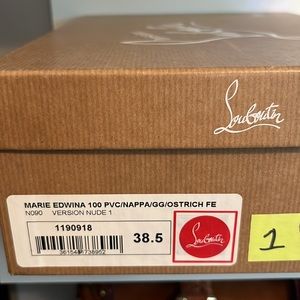 Louboutin
MARIE EDWINA 100 PVC/NAPPA/GG/OSTRICH FE
N090 VERSION NUDE 1
1190918
38.5
Louboutin
1